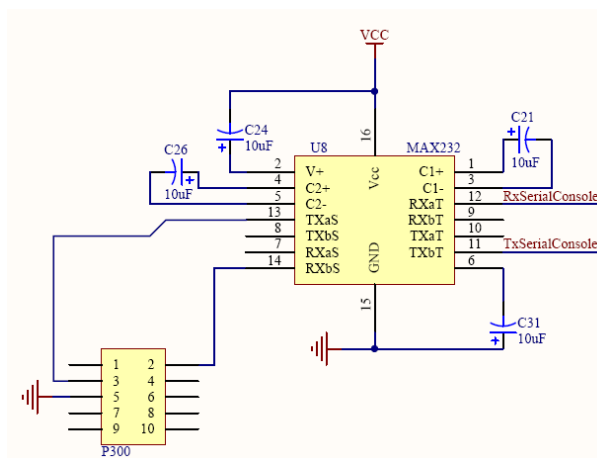 VCC
C24
10uF
C26
10uF
U8
MAX232
C21
10uF
16
Vcc
2 V+ C1+ 1
4 C2+ C1- 3
5 C2- RXaT 12 RxSerialConsole
13 TXaS RXbT 9
8 TXbS TXaT 10
7 RXaS TXbT 11 TxSerialConsole
14 RXbS 6
GND
15
C31
10uF
1 2
3 4
5 6
7 8
9 10
P300